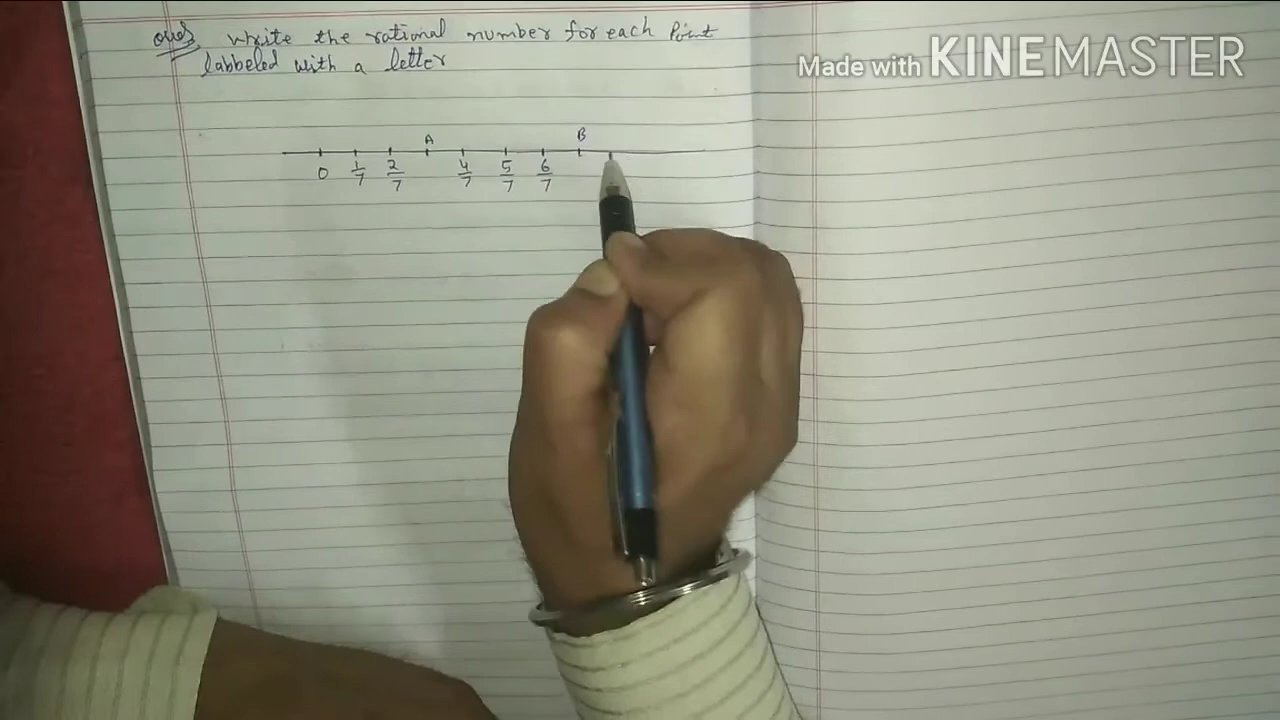 Ques Write the rational number for each Point
labbeled with a letter
Made with KINEMASTER
A B
0 1/7 2/7 4/7 5/7 6/7